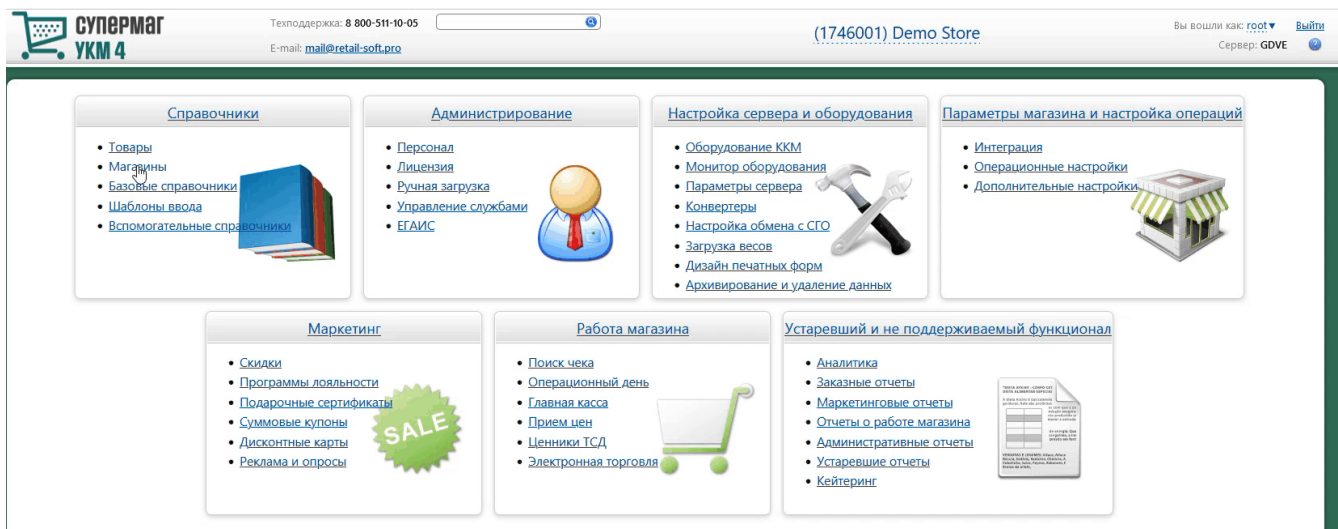 супермаг
УКМ 4
Техподдержка: 8 800-511-10-05
E-mail: mail@retail-soft.pro
(1746001) Demo Store
Вы вошли как: root▼ Выйти
Сервер: GDVE
Справочники
• Товары
• Магазины
• Базовые справочники
• Шаблоны ввода
• Вспомогательные справочники
Администрирование
• Персонал
• Лицензия
• Ручная загрузка
• Управление службами
• ЕГАИС
Настройка сервера и оборудования
• Оборудование ККМ
• Монитор оборудования
• Параметры сервера
• Конвертеры
• Настройка обмена с СГО
• Загрузка весов
• Дизайн печатных форм
• Архивирование и удаление данных
Параметры магазина и настройка операций
• Интеграция
• Операционные настройки
• Дополнительные настройки
Маркетинг
• Скидки
• Программы лояльности
• Подарочные сертификаты
• Суммовые купоны
• Дисконтные карты
• Реклама и опросы
SALE
Работа магазина
• Поиск чека
• Операционный день
• Главная касса
• Прием цен
• Ценники ТСД
• Электронная торговля
Устаревший и не поддерживаемый функционал
• Аналитика
• Заказные отчеты
• Маркетинговые отчеты
• Отчеты о работе магазина
• Административные отчеты
• Устаревшие отчеты
• Кейтеринг